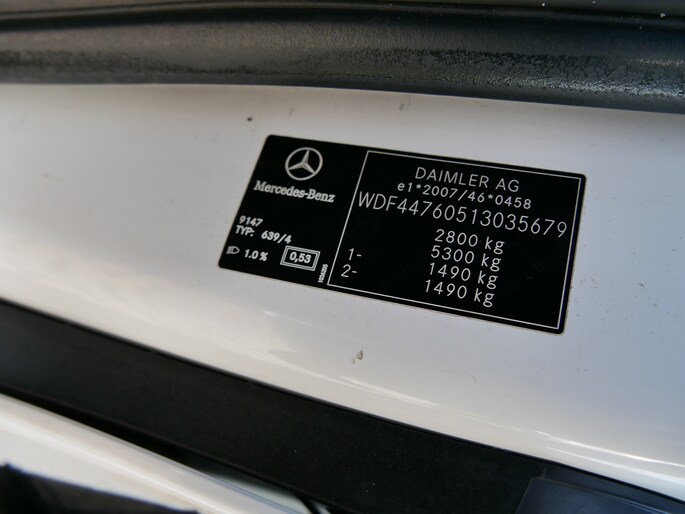 Mercedes-Benz
9147
TYP: 639/4
1.0 %
0,53
DAIMLER AG
e1*2007/46*0458
WDF44760513035679
2800 kg
5300 kg
1- 1490 kg
2- 1490 kg